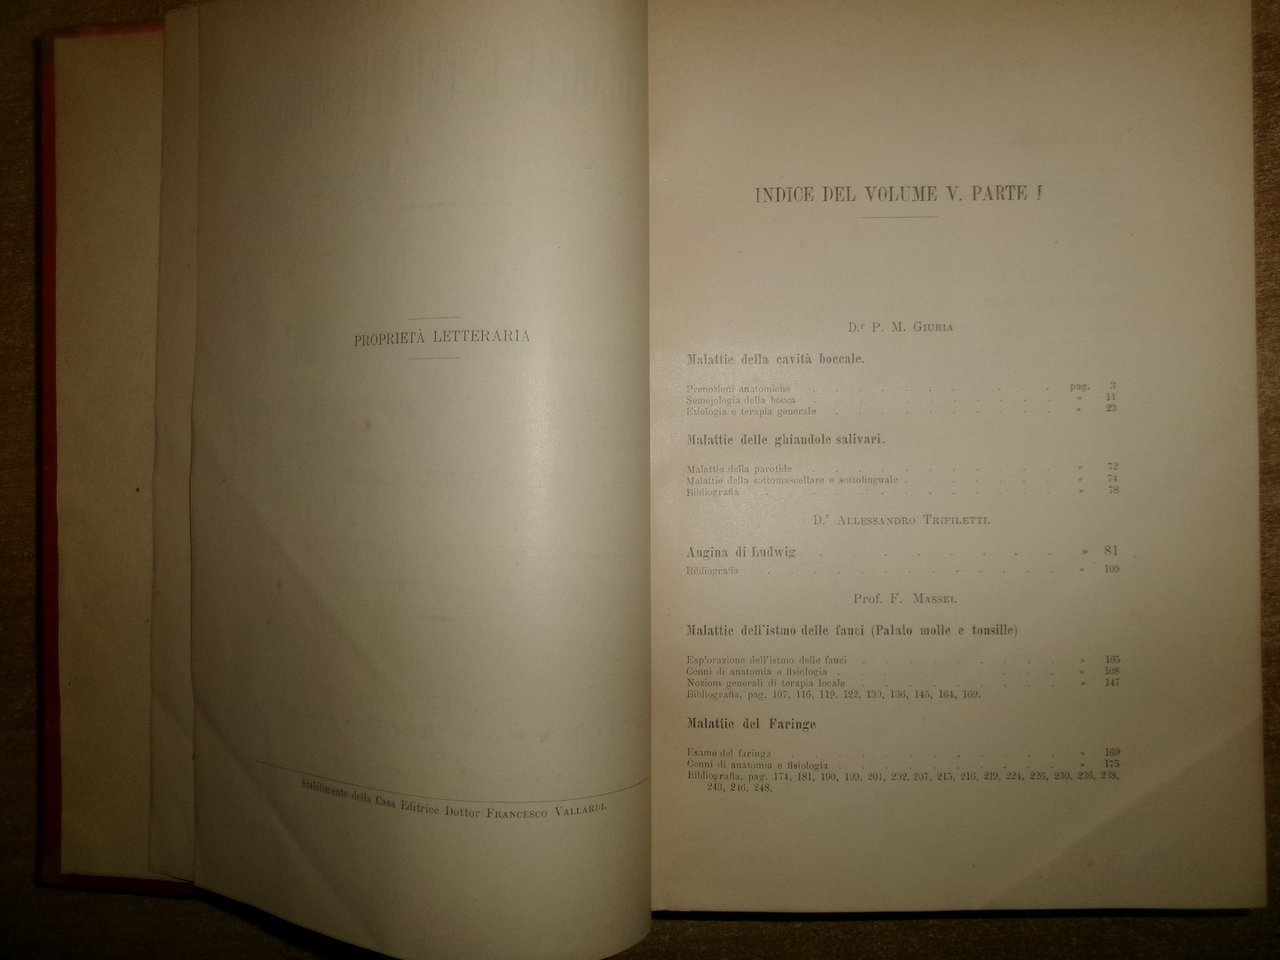 PROPRIETÀ LETTERARIA
Stabilimento della Casa Editrice Dottor FRANCESCO VALLARDI.
INDICE DEL VOLUME V. PARTE I
D.r P. M. GIURIA
Malattie della cavità boccale.
Prenozioni anatomiche . . . . . . . . . pag. 3
Semejologia della bocca . . . . . . . . . » 11
Etiologia e terapia generale . . . . . . . . » 23
Malattie delle ghiandole salivari.
Malattie della parotide . . . . . . . . . » 72
Malattie della sottomascellare e sottolinguale . . . . . . » 74
Bibliografia . . . . . . . . . . . » 78
D.r ALLESSANDRO TRIFILETTI.
Angina di Ludwig . . . . . . . . » 81
Bibliografia . . . . . . . . . . . » 100
Prof. F. MASSEI.
Malattie dell'istmo delle fauci (Palato molle e tonsille)
Esplorazione dell'istmo delle fauci . . . . . . . » 105
Cenni di anatomia e fisiologia . . . . . . . . » 108
Nozioni generali di terapia locale . . . . . . . » 147
Bibliografia, pag. 107, 116, 119, 122, 130, 136, 145, 164, 169.
Malattie del Faringe
Esame del faringe . . . . . . . . . . » 169
Cenni di anatomia e fisiologia . . . . . . . . » 175
Bibliografia, pag. 174, 181, 190, 199, 201, 202, 207, 215, 216, 219, 224, 226, 230, 236, 238,
243, 246, 248.